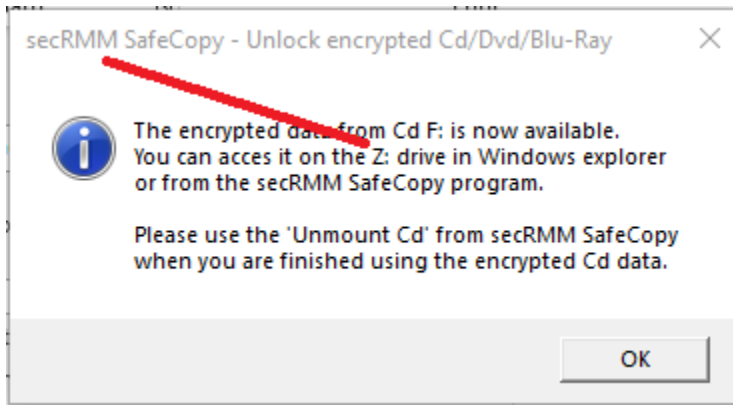 secRMM SafeCopy - Unlock encrypted Cd/Dvd/Blu-Ray
The encrypted data from Cd F: is now available.
You can acces it on the Z: drive in Windows explorer
or from the secRMM SafeCopy program.
Please use the 'Unmount Cd' from secRMM SafeCopy
when you are finished using the encrypted Cd data.
OK